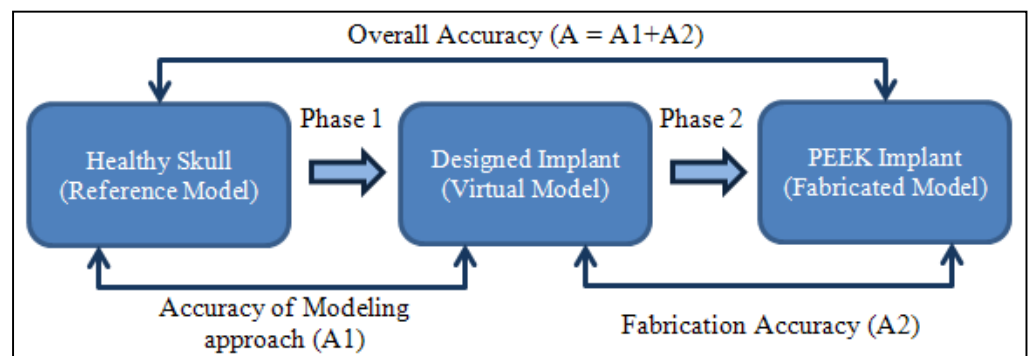 Overall Accuracy (A = A1+A2)
Phase 1
Phase 2
Healthy Skull
(Reference Model)
Designed Implant
(Virtual Model)
PEEK Implant
(Fabricated Model)
Accuracy of Modeling
approach (A1)
Fabrication Accuracy (A2)